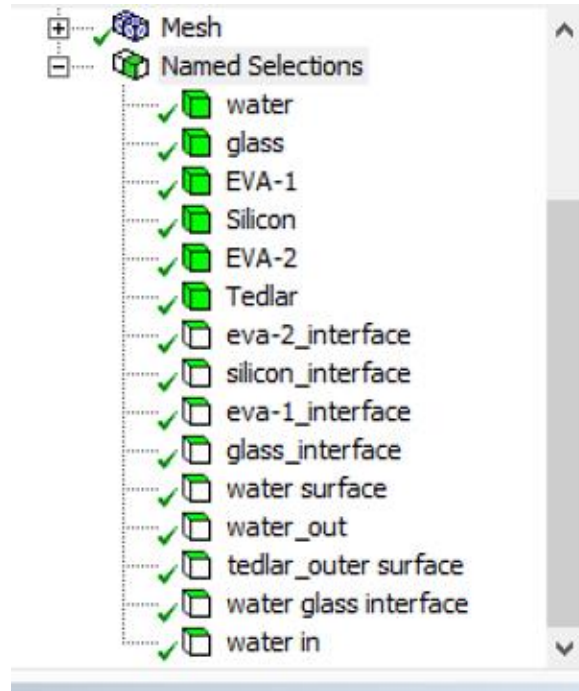 Mesh
Named Selections
water
glass
EVA-1
Silicon
EVA-2
Tedlar
eva-2_interface
silicon_interface
eva-1_interface
glass_interface
water surface
water_out
tedlar_outer surface
water glass interface
water in